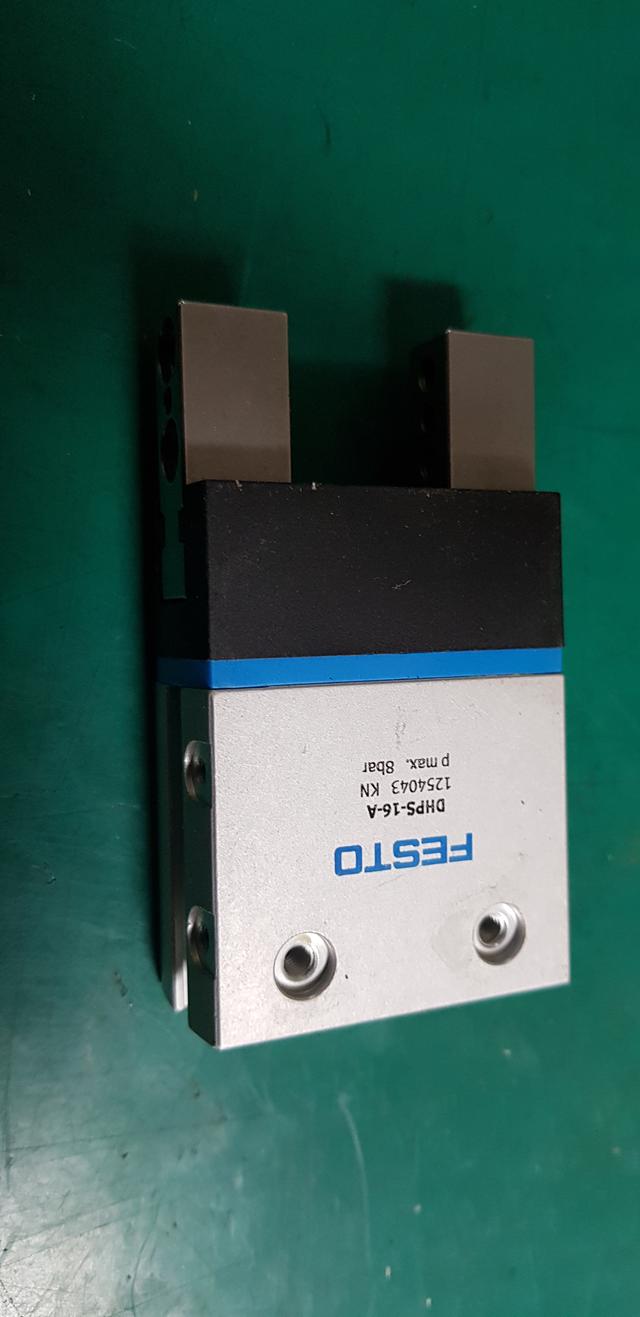 FESTO
DHPS-16-A
1254043 KN
p max. 8bar